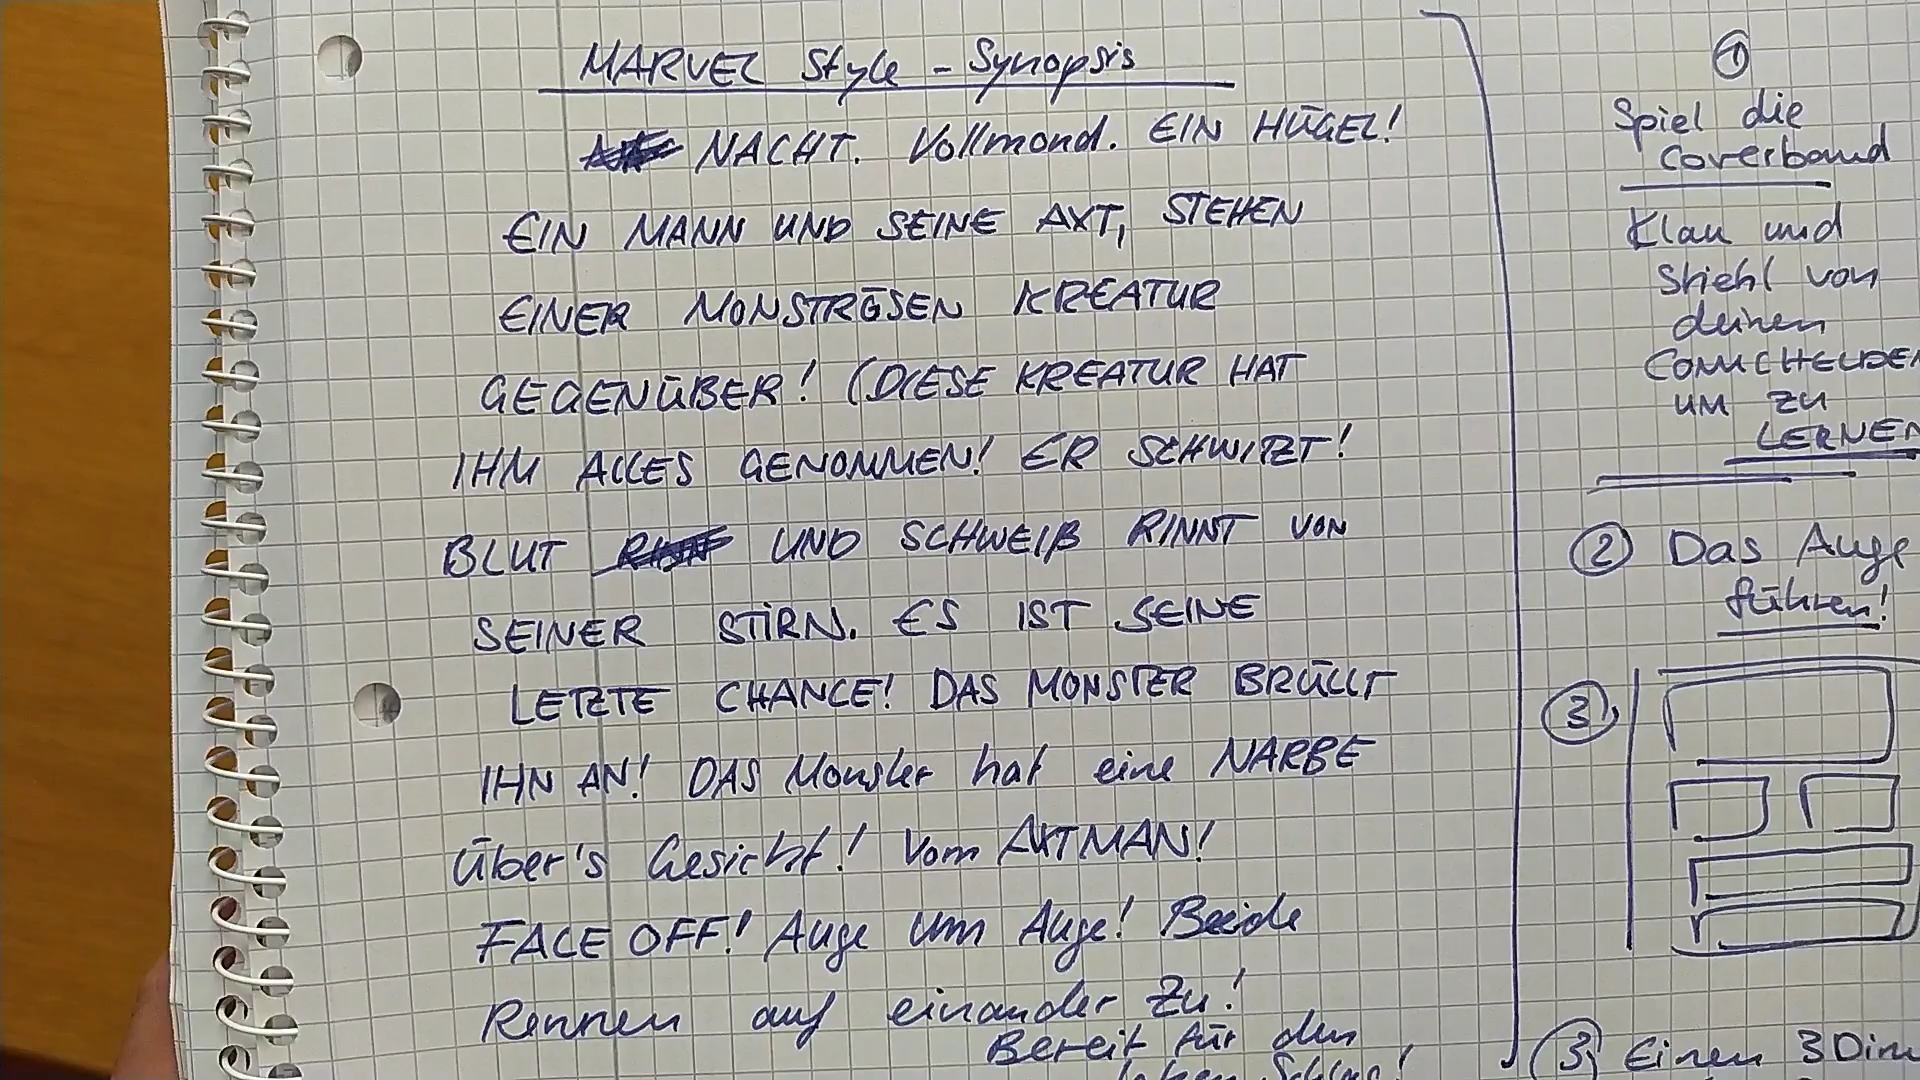 MARVEL Style - Synopsis
NACHT. Vollmond. EIN HÜGEL!
EIN MANN UND SEINE AXT, STEHEN
EINER MONSTRÖSEN KREATUR
GEGENÜBER! (DIESE KREATUR HAT
IHM ALLES GENOMMEN! ER SCHWITZT!
BLUT UND SCHWEIß RINNT VON
SEINER STIRN. ES IST SEINE
LETZTE CHANCE! DAS MONSTER BRÜLLT
IHN AN! DAS Monster hat eine NARBE
Über's Gesicht! Vom AXTMAN!
FACE OFF! Auge um Auge! Beide
Rennen auf einander Zu!
Bereit für den
1
Spiel die
Coverband
Klau und
Stiehl von
deinen
COMICHELDEN
UM ZU
LERNEN
2 Das Auge
führen!
3)
3) Einen 3Dim